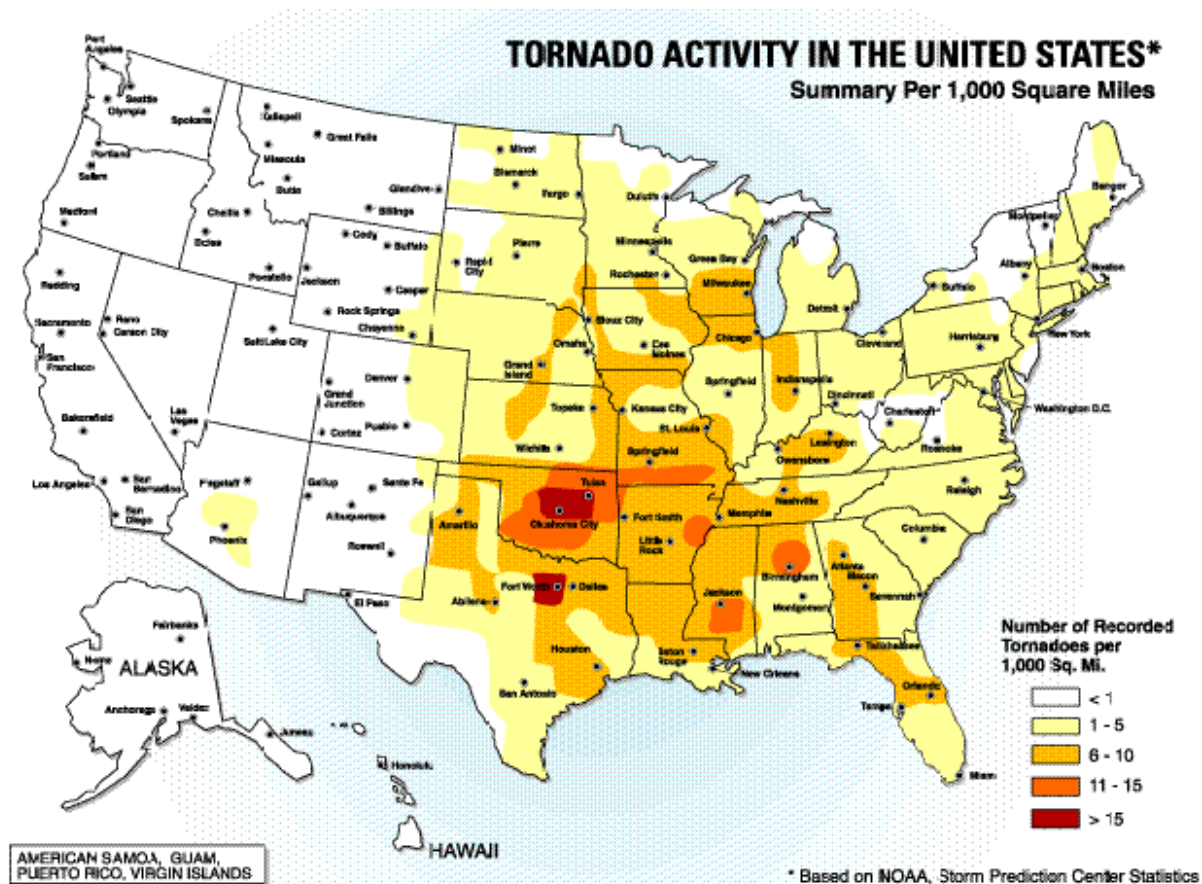 TORNADO ACTIVITY IN THE UNITED STATES*
Summary Per 1,000 Square Miles
Port
Angeles
Seattle
Olympia
Spokane
Portland
Salem
Medford
Kalispell
Great Falls
Missoula
Butte
Glendive
Billings
Challis
Boise
Pocatello
Cody
Buffalo
Jackson
Casper
Rock Springs
Cheyenne
Minot
Bismarck
Fargo
Pierre
Rapid
City
Duluth
Minneapolis
Rochester
Green Bay
Milwaukee
Detroit
Bangor
Montpelier
Albany
Boston
Buffalo
New York
Harrisburg
Cleveland
Washington D.C.
Redding
Sacramento
San
Francisco
Reno
Carson City
Salt Lake City
Bakersfield
Las
Vegas
Los Angeles
San
Bernadino
San
Diego
Denver
Grand
Junction
Pueblo
Cortez
Sioux City
Omaha
Grand
Island
Des
Moines
Chicago
Springfield
Indianapolis
Cincinnati
Charleston
Roanoke
Topeka
Kansas City
St. Louis
Wichita
Springfield
Lexington
Owensboro
Raleigh
Flagstaff
Phoenix
Gallup
Santa Fe
Albuquerque
Roswell
El Paso
Amarillo
Tulsa
Oklahoma City
Fort Smith
Little
Rock
Memphis
Nashville
Columbia
Fort Worth
Dallas
Abilene
Jackson
Birmingham
Montgomery
Atlanta
Macon
Savannah
Houston
San Antonio
Baton
Rouge
New Orleans
Tallahassee
Orlando
Tampa
Miami
Fairbanks
Nome
ALASKA
Anchorage
Valdez
Juneau
Honolulu
HAWAII
Number of Recorded
Tornadoes per
1,000 Sq. Mi.
< 1
1 - 5
6 - 10
11 - 15
> 15
AMERICAN SAMOA, GUAM,
PUERTO RICO, VIRGIN ISLANDS
* Based on NOAA, Storm Prediction Center Statistics